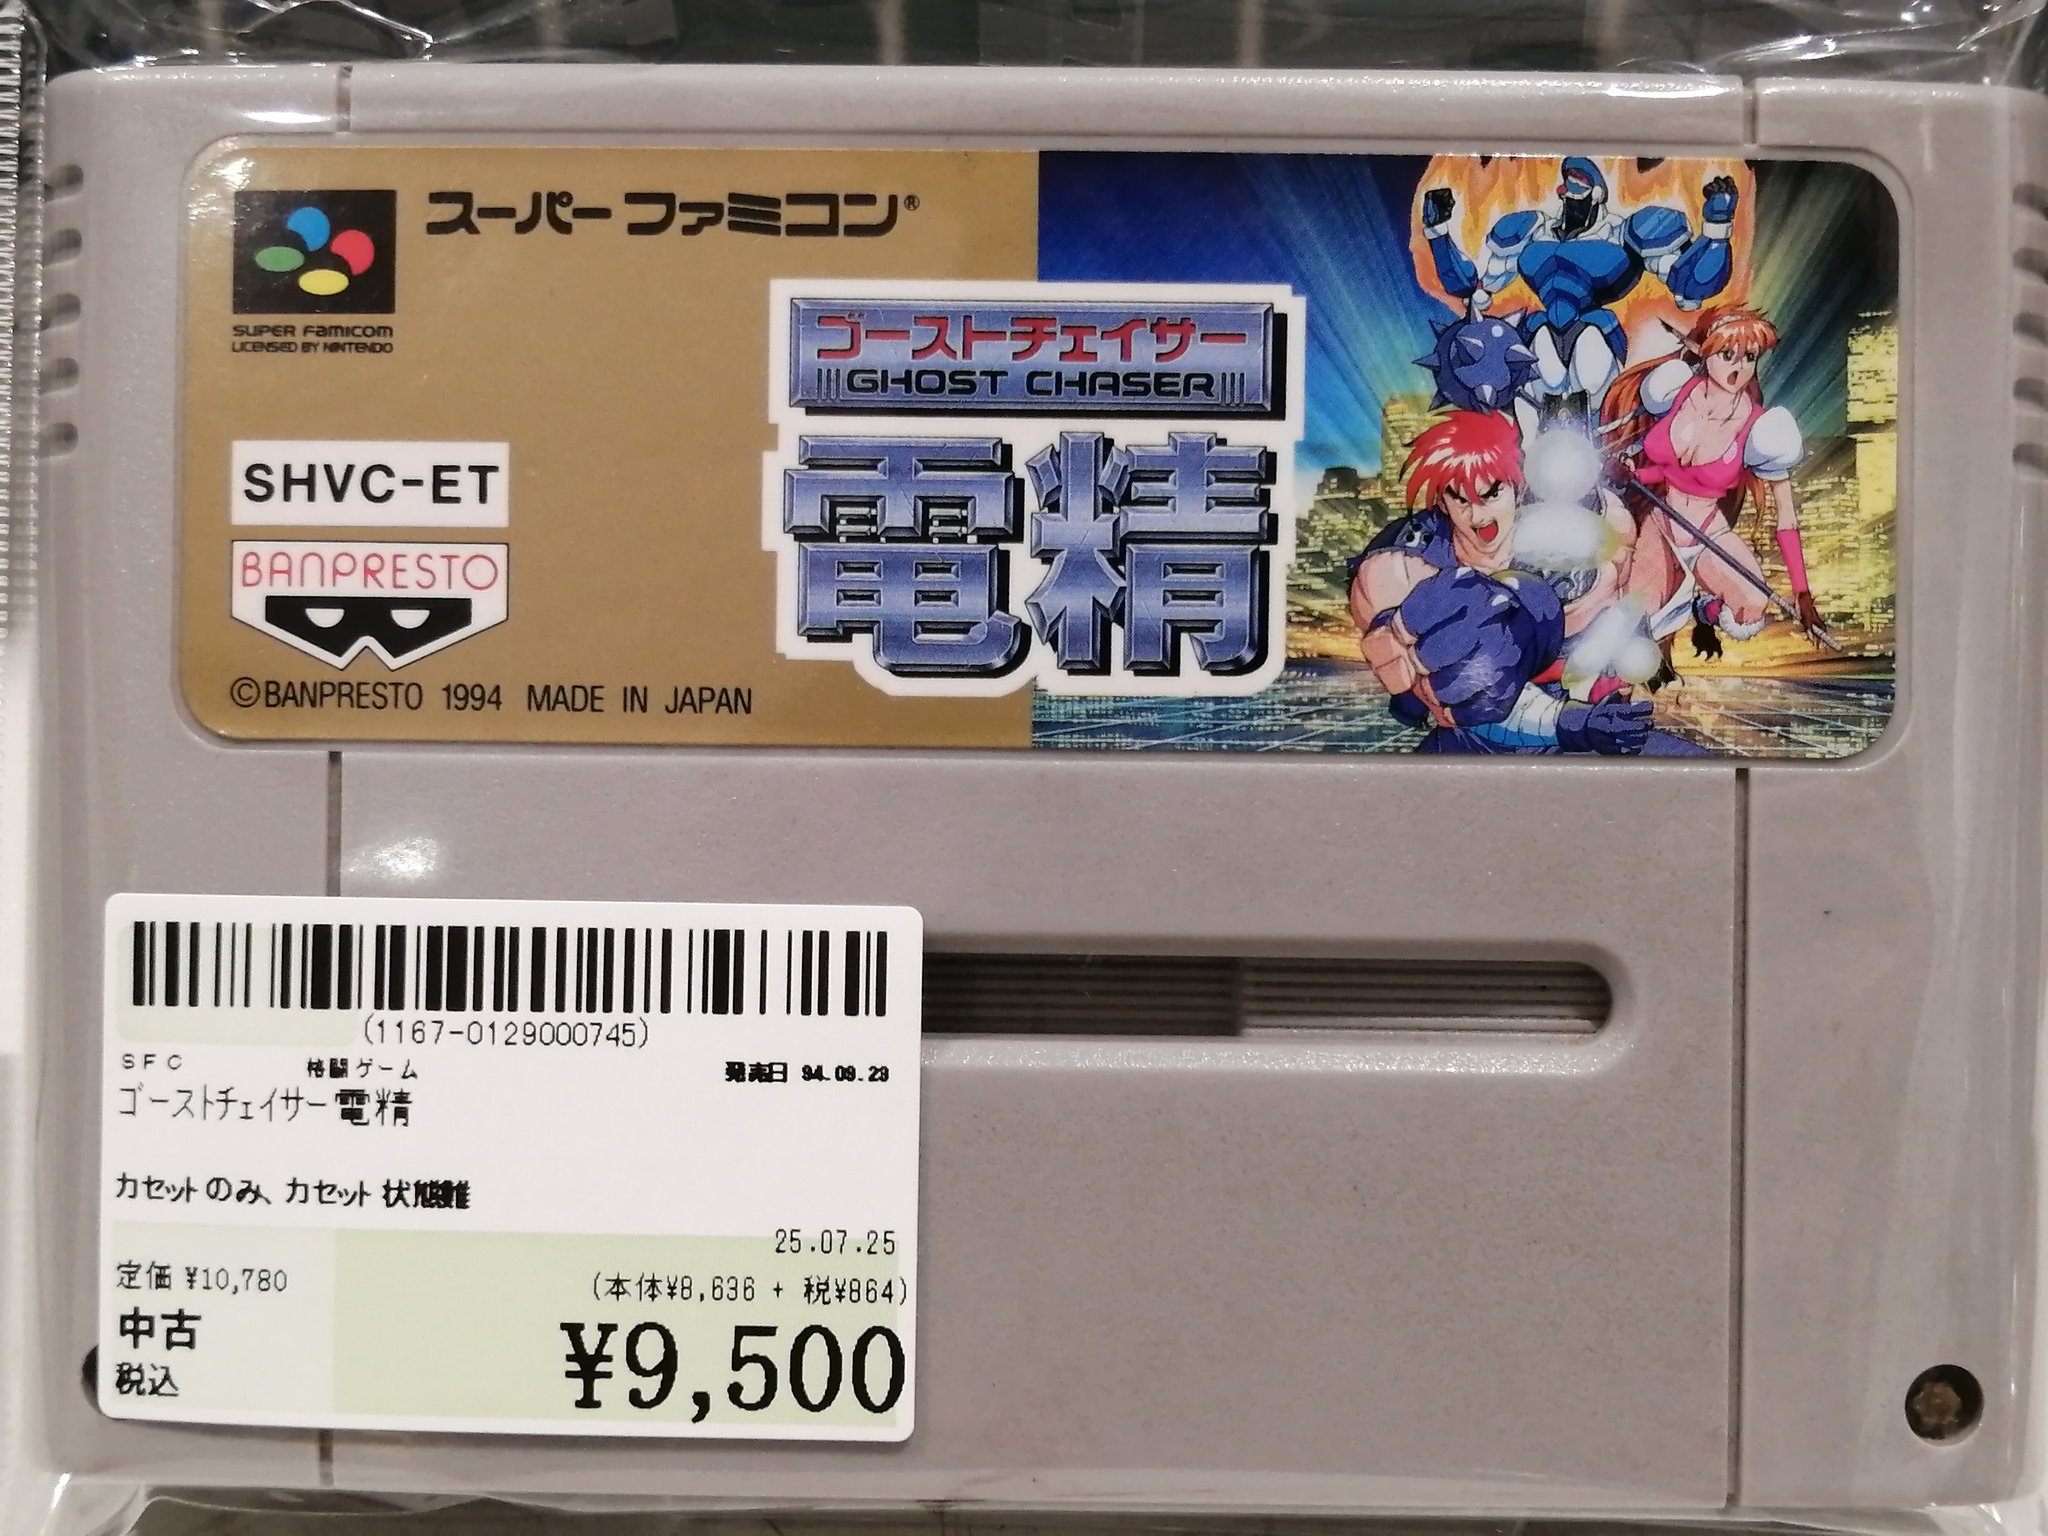 スーパーファミコン®
SUPER FAMICOM
LICENSED BY NINTENDO
ゴーストチェイサー
GHOST CHASER
電精
SHVC-ET
BANPRESTO
©BANPRESTO 1994 MADE IN JAPAN
(1167-0129000745)
SFC 格闘ゲーム 発売日 94.09.23
ゴーストチェイサー電精
カセットのみ、カセット状態難
25.07.25
定価 ¥10,780 (本体¥8,636 + 税¥864)
中古
税込 ¥9,500